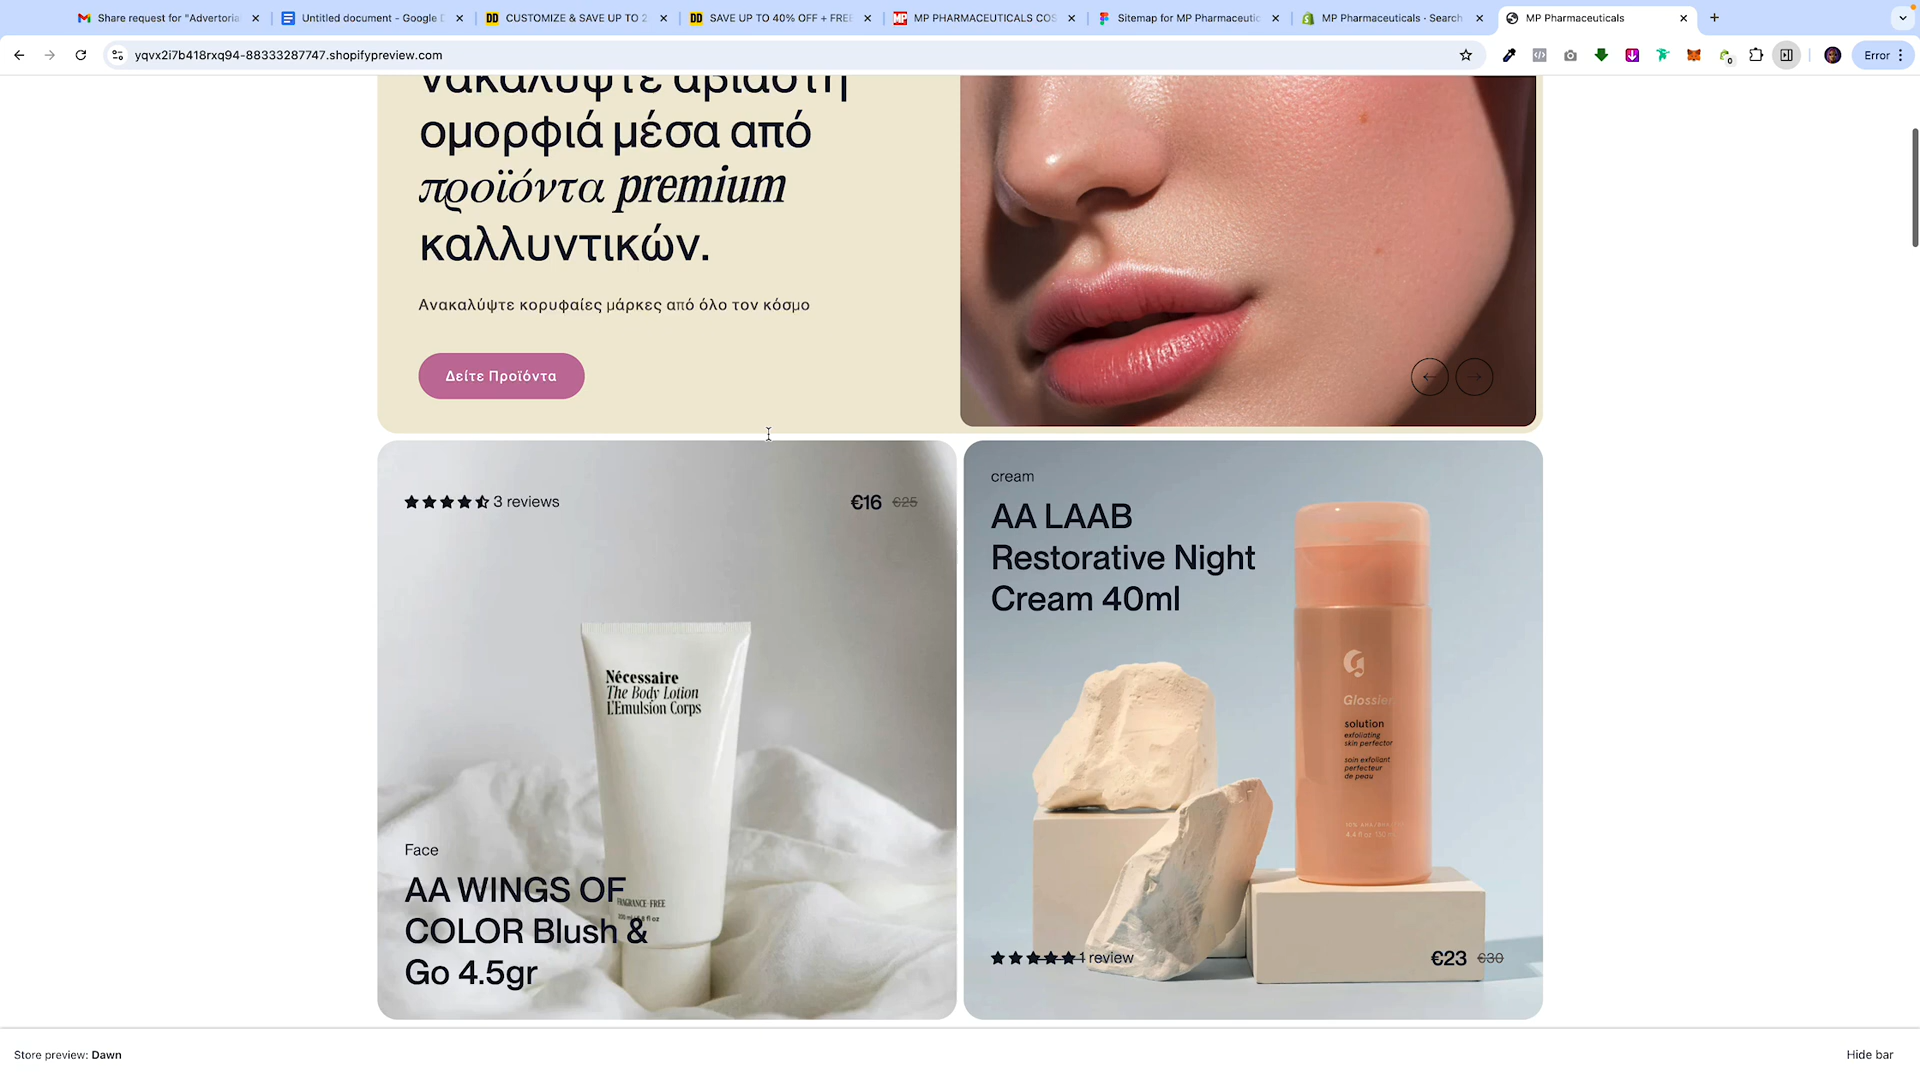 Share request for "Advertoria
Untitled document - Google D
CUSTOMIZE & SAVE UP TO 2
SAVE UP TO 40% OFF + FREE
MP PHARMACEUTICALS COS
Sitemap for MP Pharmaceutic
MP Pharmaceuticals · Search
MP Pharmaceuticals
yqvx2i7b418rxq94-88333287747.shopifypreview.com
Error
νακαλύψτε αβίαστη
ομορφιά μέσα από
προϊόντα premium
καλλυντικών.
Ανακαλύψτε κορυφαίες μάρκες από όλο τον κόσμο
Δείτε Προϊόντα
3 reviews
€16 €25
Nécessaire
The Body Lotion
L'Emulsion Corps
FRAGRANCE-FREE
Face
AA WINGS OF
COLOR Blush &
Go 4.5gr
cream
AA LAAB
Restorative Night
Cream 40ml
Glossier
solution
exfoliating
skin perfector
soin exfoliant
perfecteur
de peau
1 review
€23 €30
Store preview: Dawn
Hide bar